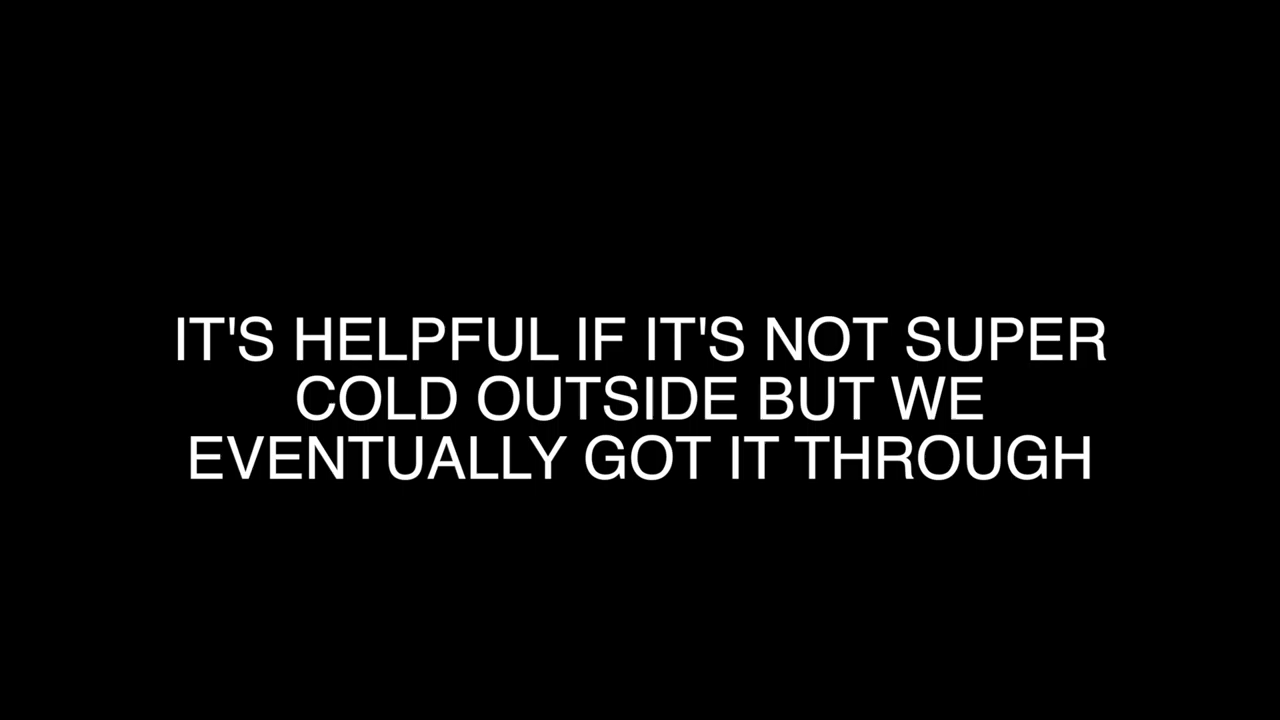 IT'S HELPFUL IF IT'S NOT SUPER
COLD OUTSIDE BUT WE
EVENTUALLY GOT IT THROUGH